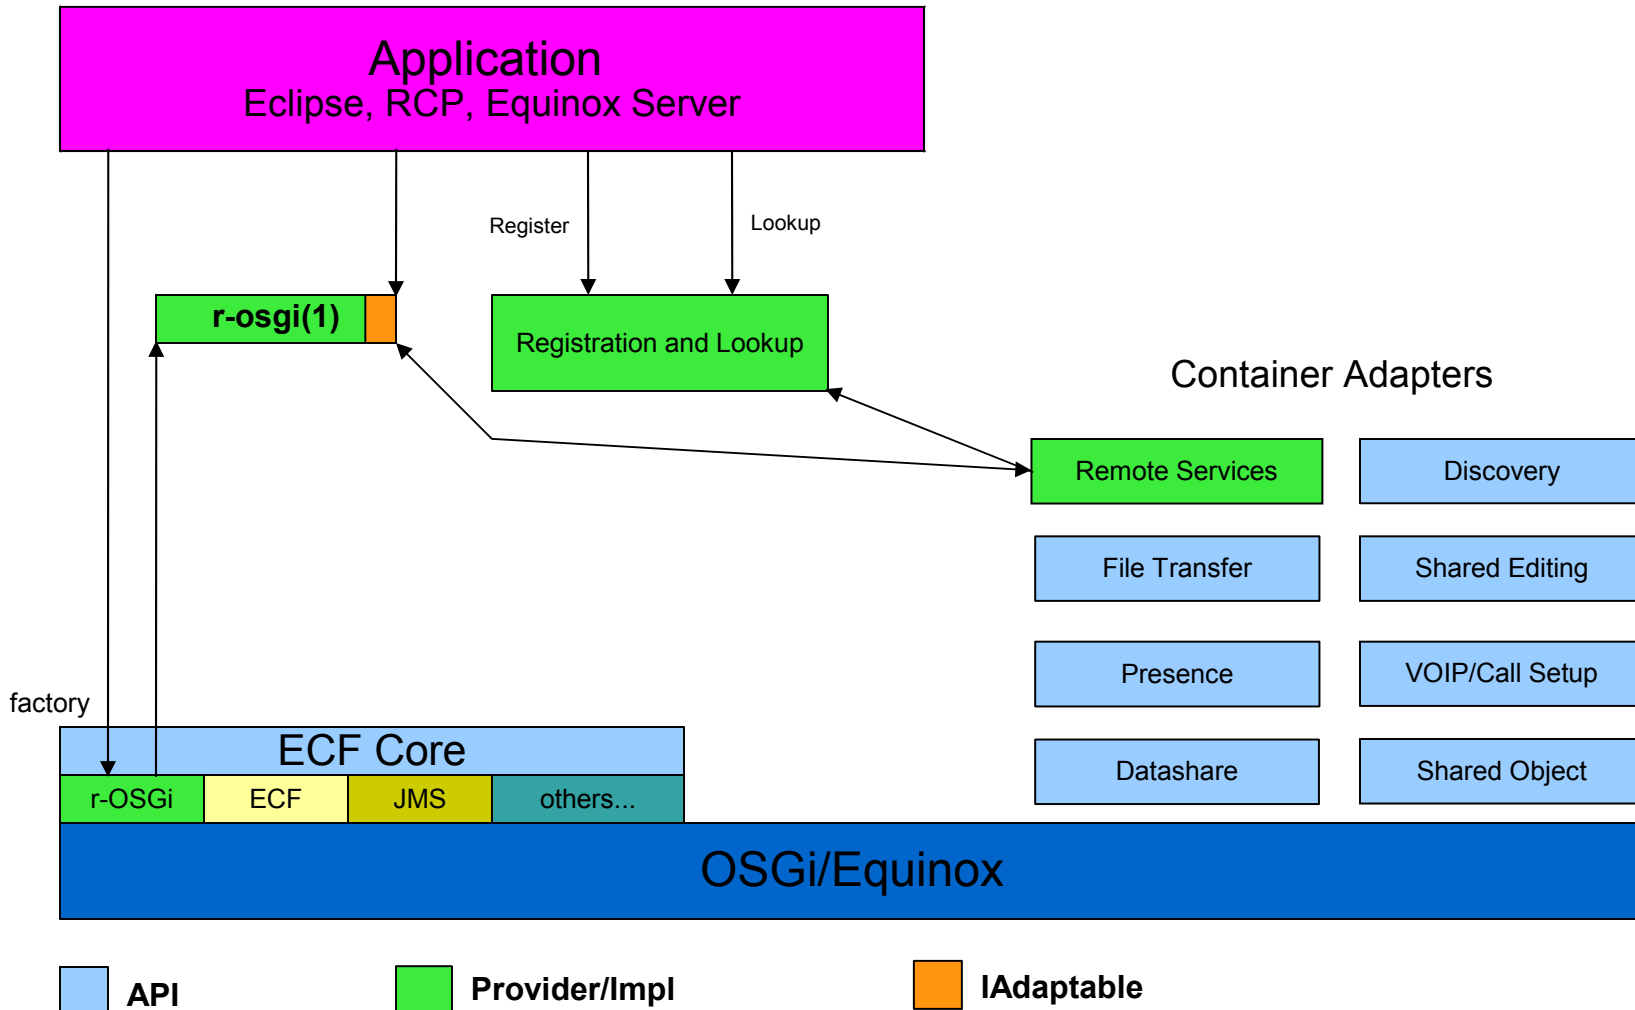 Application
Eclipse, RCP, Equinox Server
Register
Lookup
r-osgi(1)
Registration and Lookup
Container Adapters
Remote Services
Discovery
File Transfer
Shared Editing
Presence
VOIP/Call Setup
factory
ECF Core
Datashare
Shared Object
r-OSGi
ECF
JMS
others...
OSGi/Equinox
API
Provider/Impl
IAdaptable